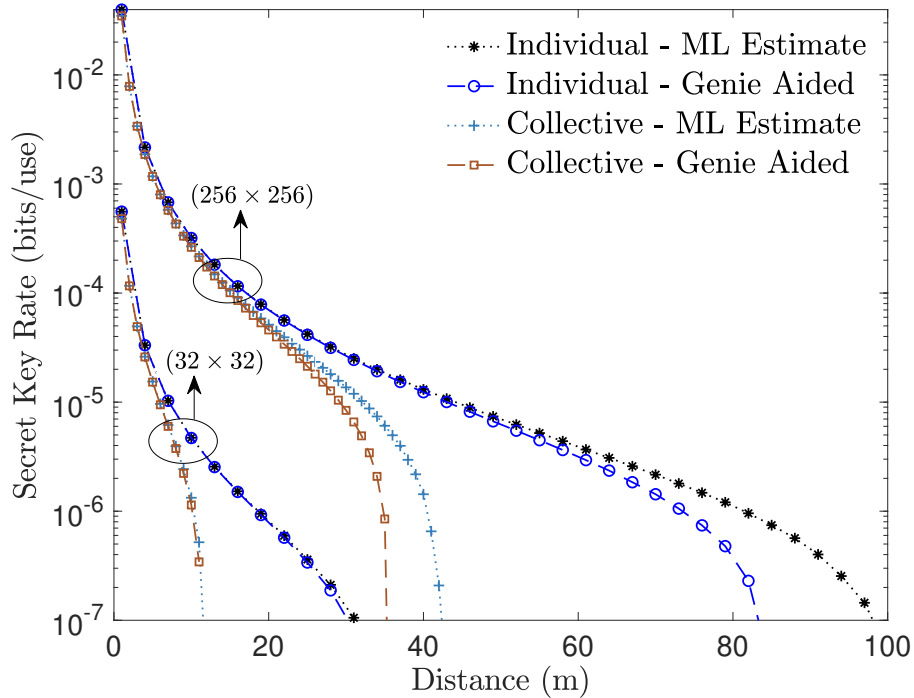 Individual - ML Estimate
Individual - Genie Aided
Collective - ML Estimate
Collective - Genie Aided
(256 × 256)
(32 × 32)
Secret Key Rate (bits/use)
10^-2
10^-3
10^-4
10^-5
10^-6
10^-7
0 20 40 60 80 100
Distance (m)